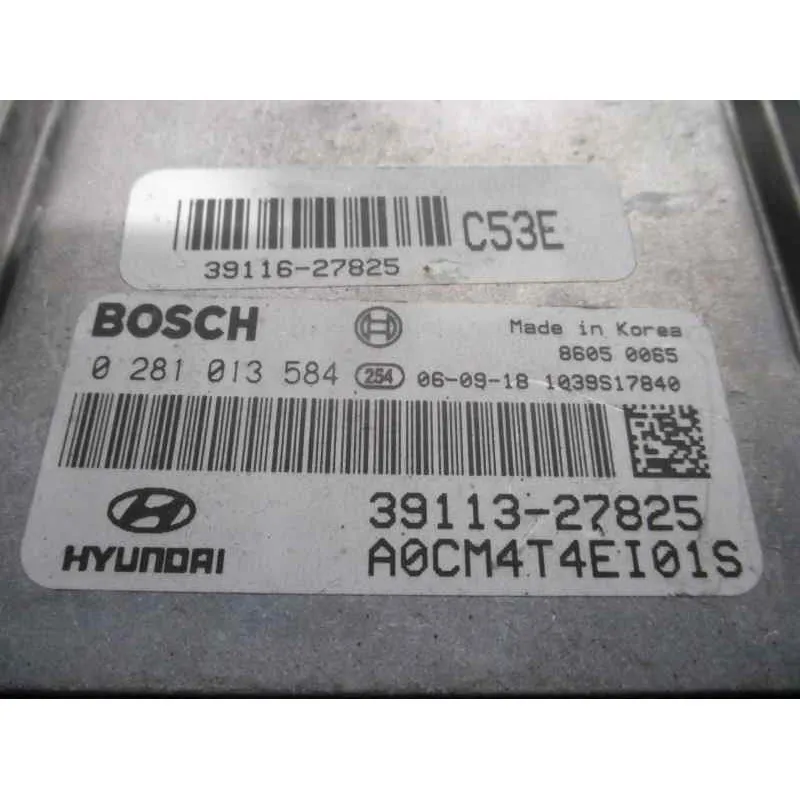 C53E
39116-27825
BOSCH
Made in Korea
8605 0065
0 281 013 584 254 06-09-18 1039S17840
39113-27825
HYUNDAI
A0CM4T4EI01S